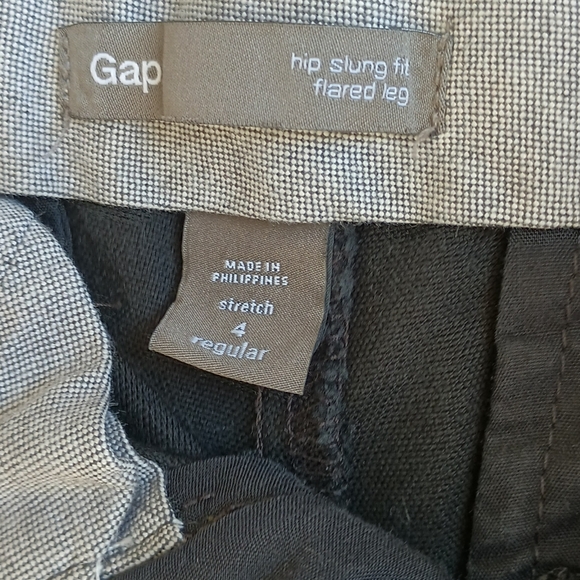 Gap
hip slung fit
flared leg
MADE IN
PHILIPPINES
stretch
4
regular